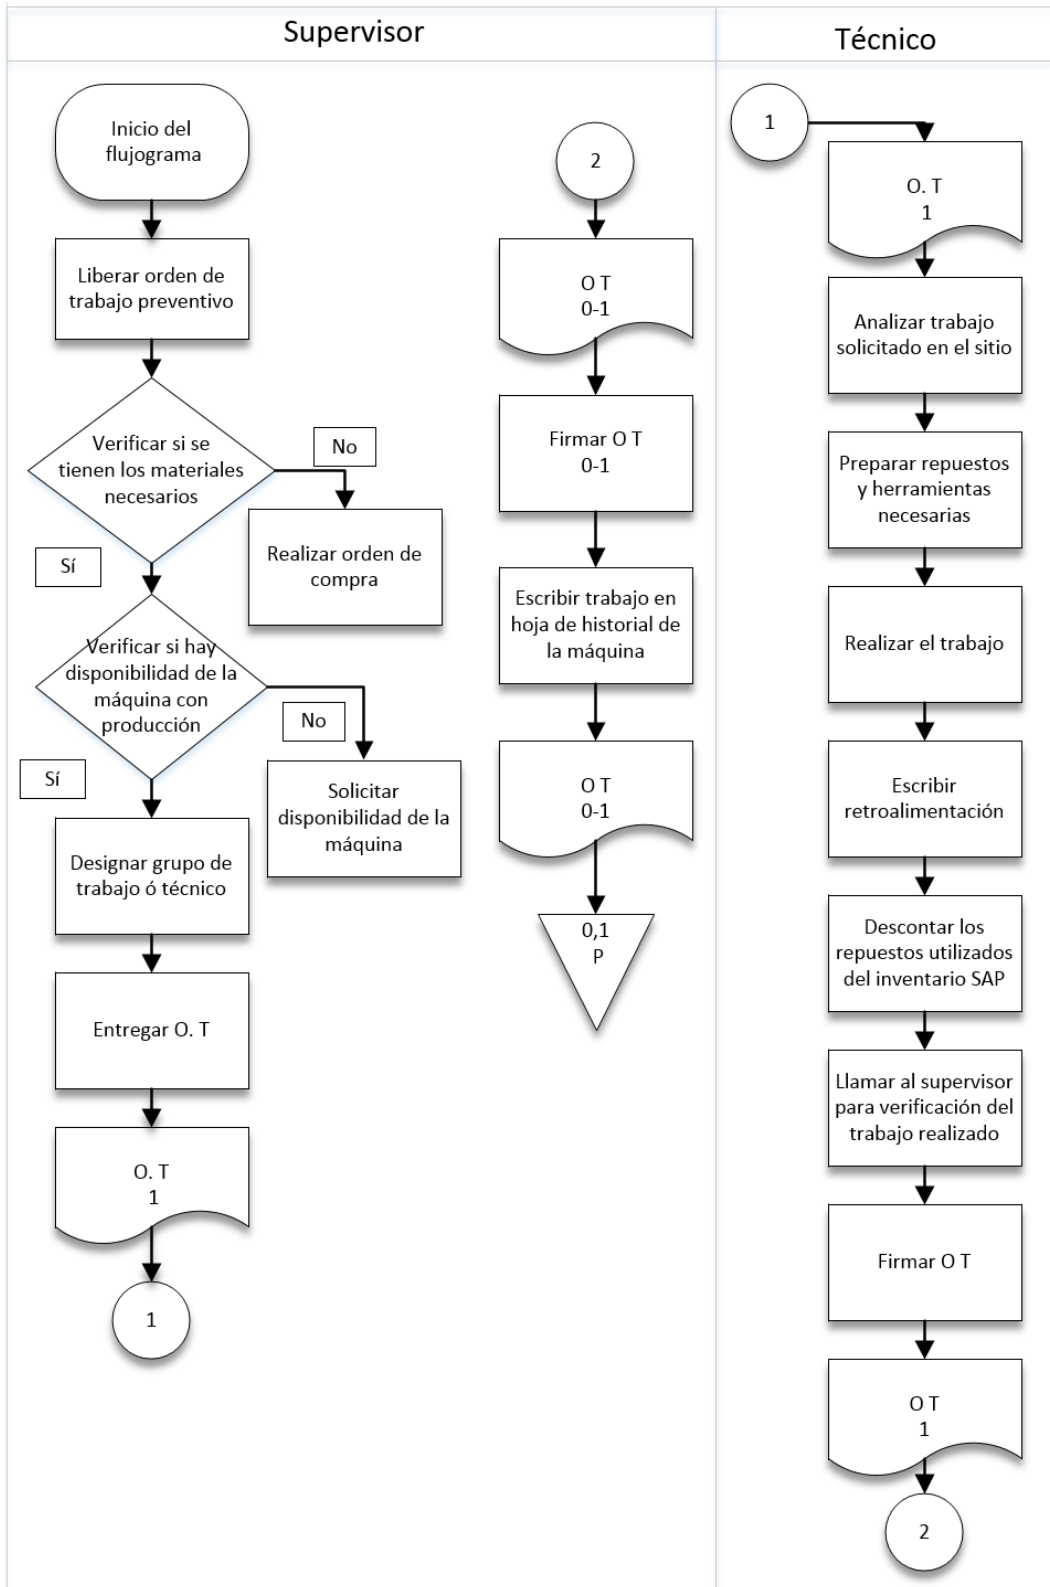 Supervisor
Inicio del
flujograma
Liberar orden de
trabajo preventivo
Verificar si se
tienen los materiales
necesarios
No
Realizar orden de
compra
Sí
Verificar si hay
disponibilidad de la
máquina con
producción
No
Solicitar
disponibilidad de la
máquina
Sí
Designar grupo de
trabajo ó técnico
Entregar O. T
O. T
1
1
2
O T
0-1
Firmar O T
0-1
Escribir trabajo en
hoja de historial de
la máquina
O T
0-1
0,1
P
Técnico
1
O. T
1
Analizar trabajo
solicitado en el sitio
Preparar repuestos
y herramientas
necesarias
Realizar el trabajo
Escribir
retroalimentación
Descontar los
repuestos utilizados
del inventario SAP
Llamar al supervisor
para verificación del
trabajo realizado
Firmar O T
O T
1
2